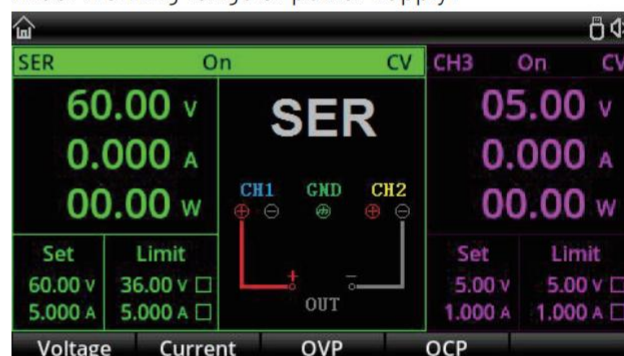 SER On CV CH3 On CV
60.00 V
0.000 A
00.00 W
SER
CH1 GND CH2
+ −
OUT
05.00 V
0.000 A
00.00 W
Set Limit
60.00 V 36.00 V
5.000 A 5.000 A
Set Limit
5.00 V 5.00 V
1.000 A 1.000 A
Voltage Current OVP OCP